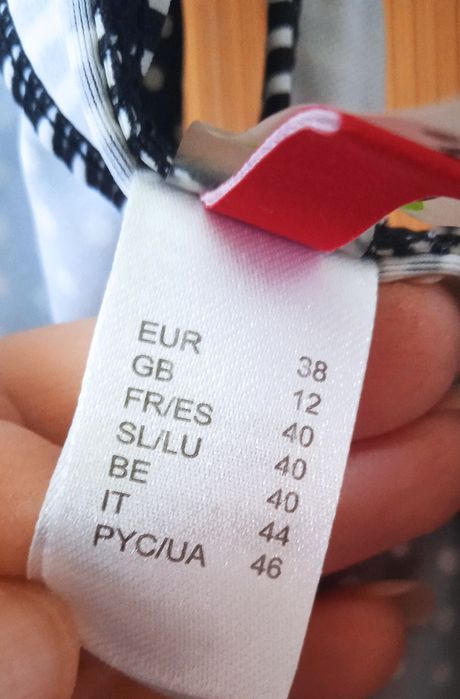 EUR 38
GB 12
FR/ES 40
SL/LU 40
BE 40
IT 44
РУС/UA 46